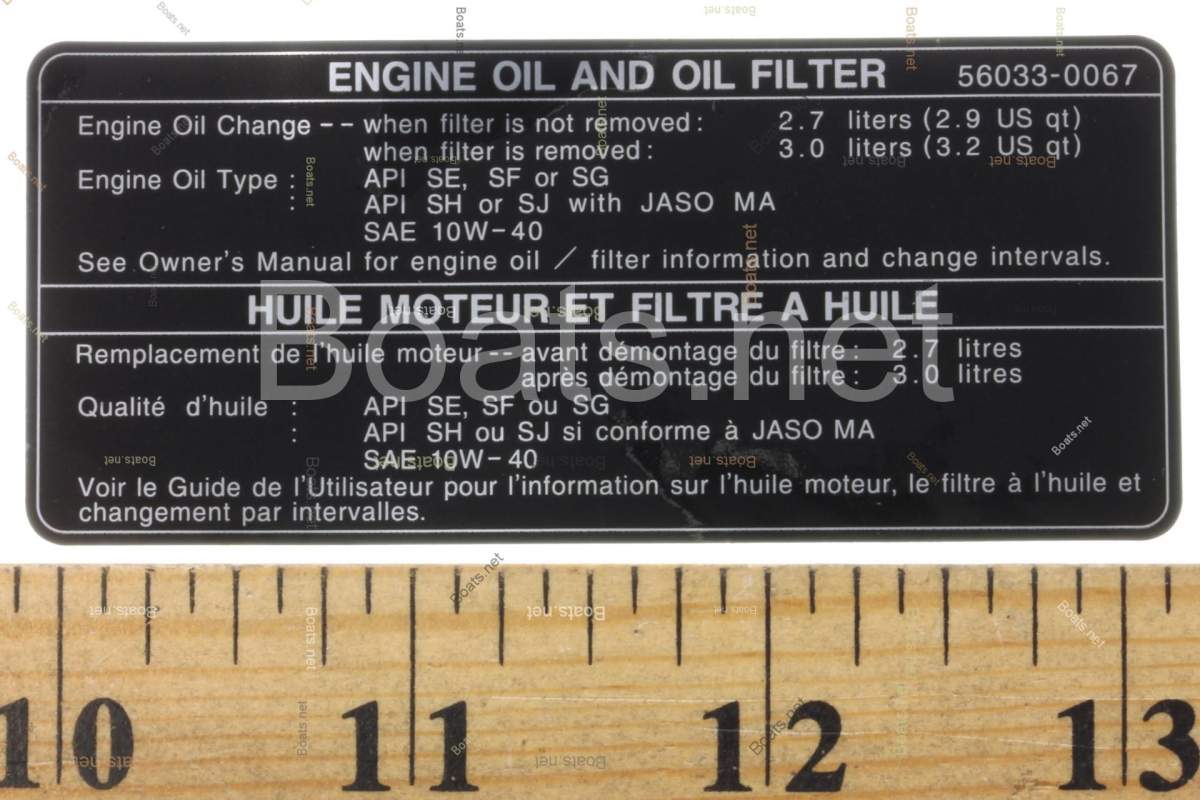 ENGINE OIL AND OIL FILTER 56033-0067
Engine Oil Change -- when filter is not removed: 2.7 liters (2.9 US qt)
when filter is removed: 3.0 liters (3.2 US qt)
Engine Oil Type : API SE, SF or SG
: API SH or SJ with JASO MA
SAE 10W-40
See Owner's Manual for engine oil / filter information and change intervals.
HUILE MOTEUR ET FILTRE A HUILE
Remplacement de l'huile moteur -- avant démontage du filtre: 2.7 litres
après démontage du filtre: 3.0 litres
Qualité d'huile : API SE, SF ou SG
: API SH ou SJ si conforme à JASO MA
SAE 10W-40
Voir le Guide de l'Utilisateur pour l'information sur l'huile moteur, le filtre à l'huile et
changement par intervalles.
Boats.net
10 11 12 13